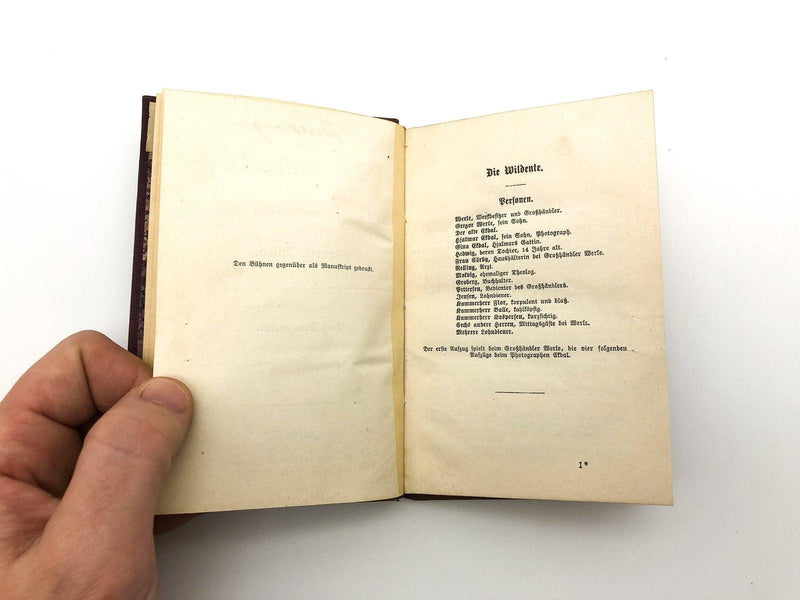 Den Bühnen gegenüber als Manuskript gedruckt.
Die Wildente.
Personen.
Werle, Werkbesitzer und Großhändler.
Gregor Werle, sein Sohn.
Der alte Ekdal.
Hjalmar Ekdal, sein Sohn, Photograph.
Gina Ekdal, Hjalmars Gattin.
Hedwig, deren Tochter, 14 Jahre alt.
Frau Sörby, Haushälterin bei Großhändler Werle.
Relling, Arzt.
Molvig, ehemaliger Theolog.
Graberg, Buchhalter.
Pettersen, Bedienter des Großhändlers.
Jensen, Lohndiener.
Kammerherr Flor, korpulent und blaß.
Kammerherr Balle, kahlköpfig.
Kammerherr Kaspersen, kurzsichtig.
Sechs andere Herren, Mittagsgäste bei Werle.
Mehrere Lohndiener.
Der erste Aufzug spielt beim Großhändler Werle, die vier folgenden
Aufzüge beim Photographen Ekdal.
1*